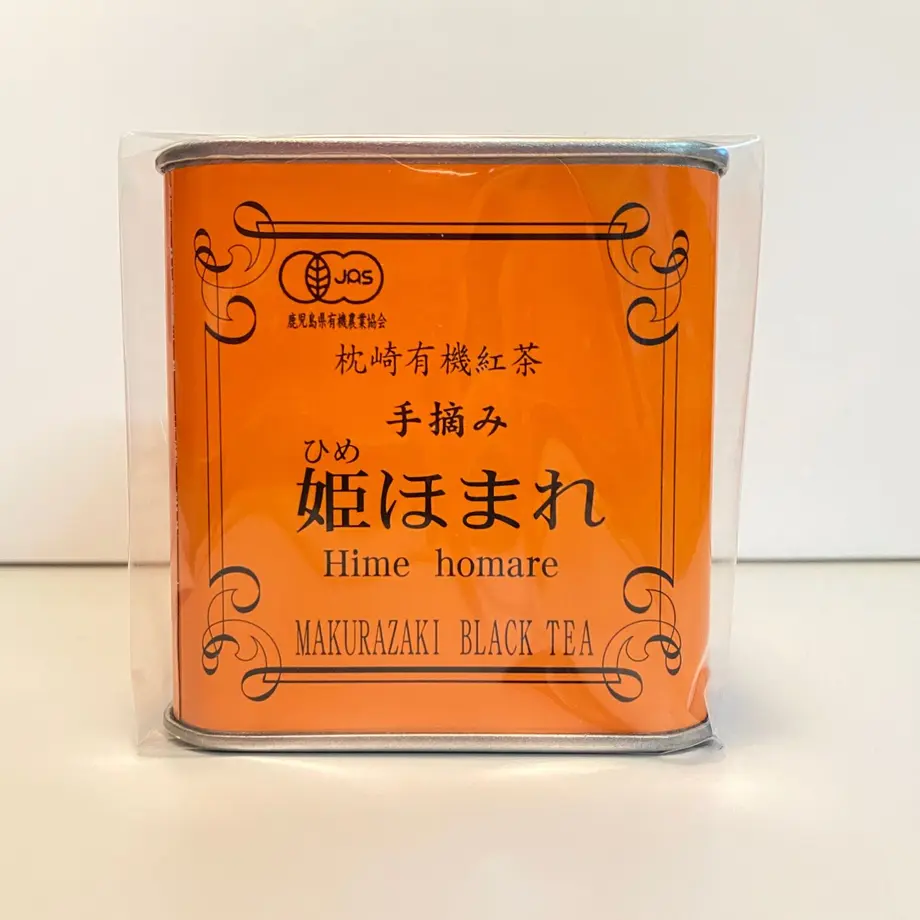 JAS
鹿児島県有機農業協会
枕崎有機紅茶
手摘み
ひめ
姫ほまれ
Hime homare
MAKURAZAKI BLACK TEA